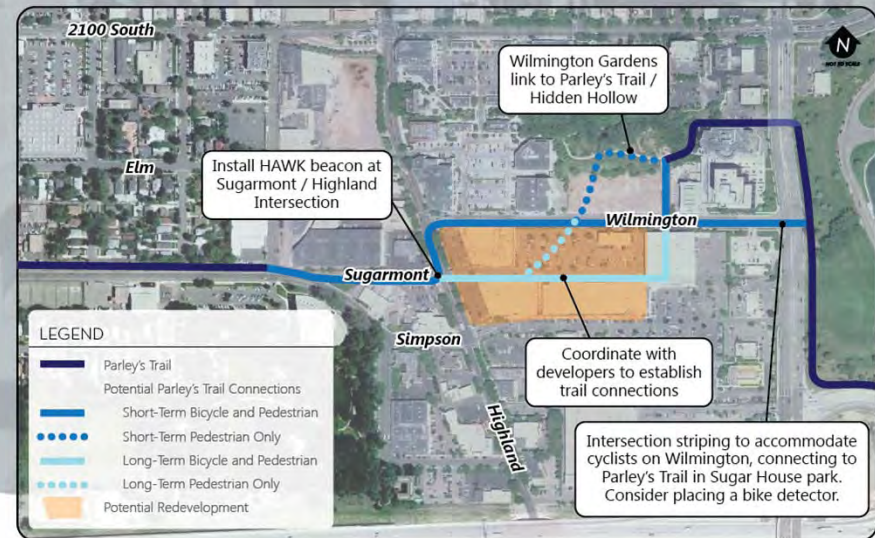 2100 South
N
NOT TO SCALE
Wilmington Gardens
link to Parley's Trail /
Hidden Hollow
Elm
Install HAWK beacon at
Sugarmont / Highland
Intersection
Wilmington
Sugarmont
Simpson
Highland
Coordinate with
developers to establish
trail connections
Intersection striping to accommodate
cyclists on Wilmington, connecting to
Parley's Trail in Sugar House park.
Consider placing a bike detector.
LEGEND
Parley's Trail
Potential Parley's Trail Connections
Short-Term Bicycle and Pedestrian
Short-Term Pedestrian Only
Long-Term Bicycle and Pedestrian
Long-Term Pedestrian Only
Potential Redevelopment